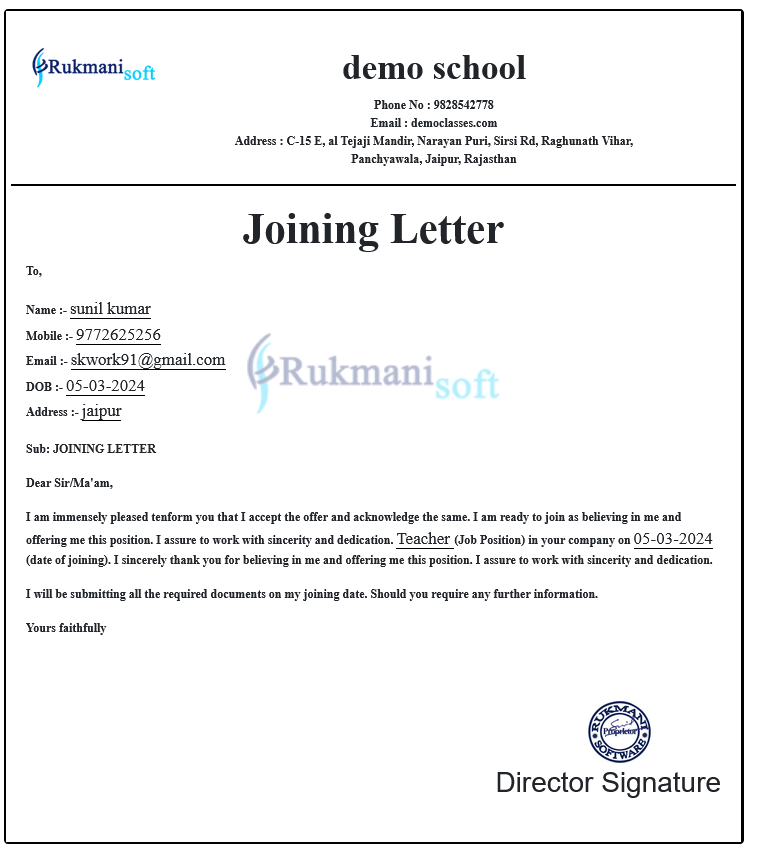 Rukmani soft
demo school
Phone No : 9828542778
Email : democlasses.com
Address : C-15 E, al Tejaji Mandir, Narayan Puri, Sirsi Rd, Raghunath Vihar,
Panchyawala, Jaipur, Rajasthan
Joining Letter
To,
Name :- sunil kumar
Mobile :- 9772625256
Email :- skwork91@gmail.com
DOB :- 05-03-2024
Address :- jaipur
Rukmani soft
Sub: JOINING LETTER
Dear Sir/Ma'am,
I am immensely pleased tenform you that I accept the offer and acknowledge the same. I am ready to join as believing in me and
offering me this position. I assure to work with sincerity and dedication. Teacher (Job Position) in your company on 05-03-2024
(date of joining). I sincerely thank you for believing in me and offering me this position. I assure to work with sincerity and dedication.
I will be submitting all the required documents on my joining date. Should you require any further information.
Yours faithfully
RUKMANI
Proprietor
SOFTWARE
Director Signature